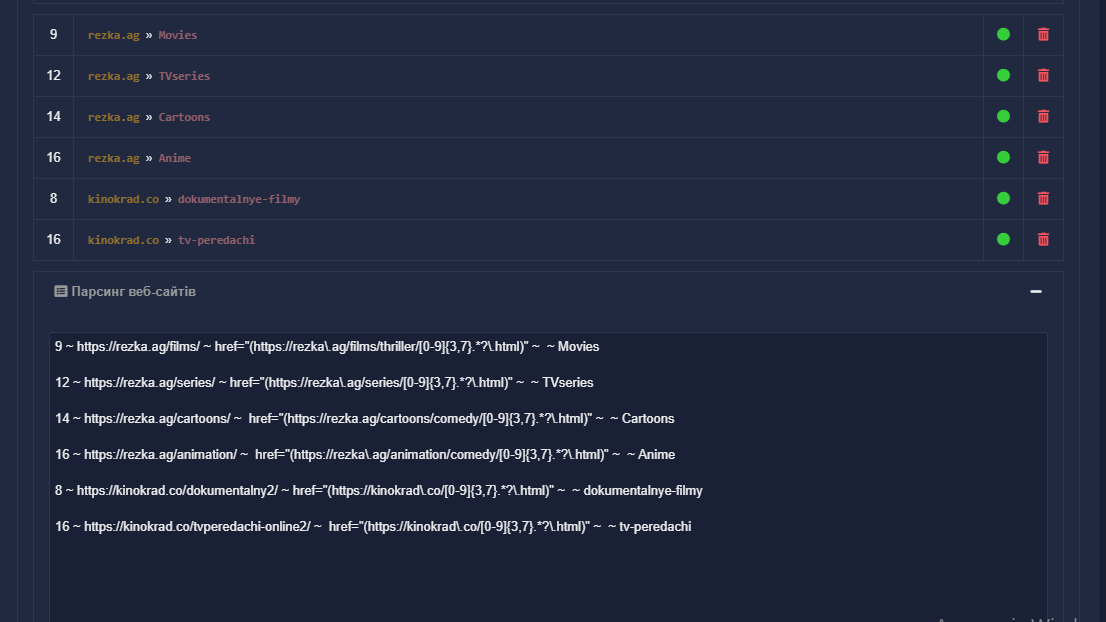 9 rezka.ag » Movies
12 rezka.ag » TVseries
14 rezka.ag » Cartoons
16 rezka.ag » Anime
8 kinokrad.co » dokumentalnye-filmy
16 kinokrad.co » tv-peredachi
Парсинг веб-сайтів
9 ~ https://rezka.ag/films/ ~ href="(https://rezka\.ag/films/thriller/[0-9]{3,7}.*?\.html)" ~  ~ Movies
12 ~ https://rezka.ag/series/ ~ href="(https://rezka\.ag/series/[0-9]{3,7}.*?\.html)" ~  ~ TVseries
14 ~ https://rezka.ag/cartoons/ ~  href="(https://rezka.ag/cartoons/comedy/[0-9]{3,7}.*?\.html)" ~  ~ Cartoons
16 ~ https://rezka.ag/animation/ ~  href="(https://rezka\.ag/animation/comedy/[0-9]{3,7}.*?\.html)" ~  ~ Anime
8 ~ https://kinokrad.co/dokumentalny2/ ~ href="(https://kinokrad\.co/[0-9]{3,7}.*?\.html)" ~  ~ dokumentalnye-filmy
16 ~ https://kinokrad.co/tvperedachi-online2/ ~  href="(https://kinokrad\.co/[0-9]{3,7}.*?\.html)" ~  ~ tv-peredachi